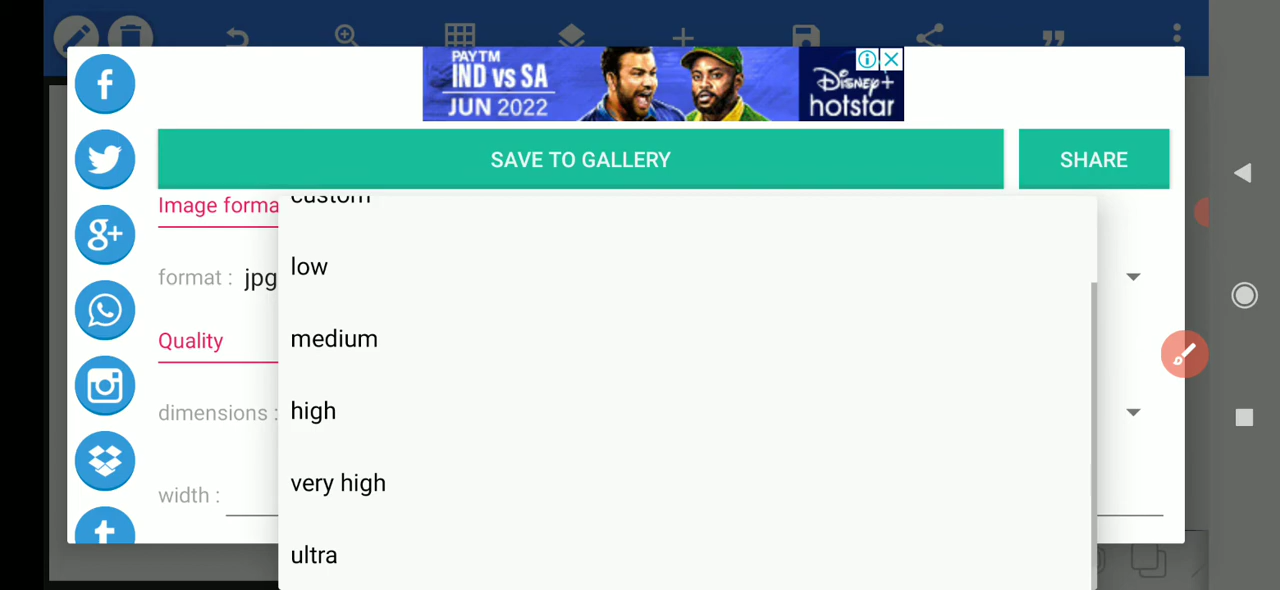 PAYTM
IND vs SA
JUN 2022
Disney+
hotstar
SAVE TO GALLERY
SHARE
Image forma
custom
low
format : jpg
medium
Quality
high
dimensions :
very high
width :
ultra